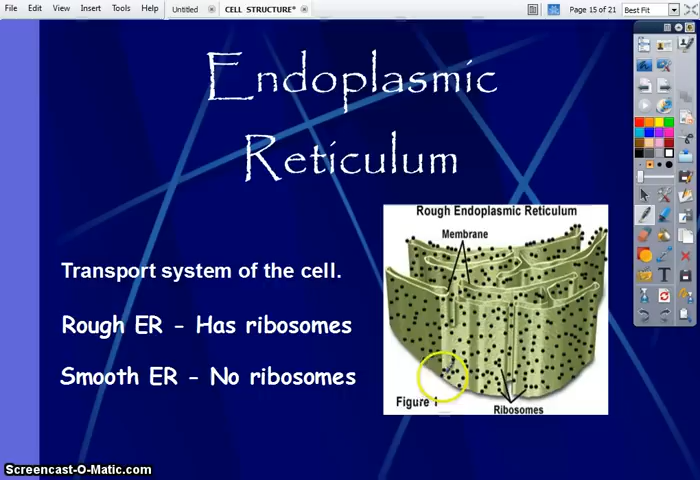 File Edit View Insert Tools Help Untitled CELL STRUCTURE* Page 15 of 21 Best Fit
Endoplasmic
Reticulum
Rough Endoplasmic Reticulum
Membrane
Transport system of the cell.
Rough ER - Has ribosomes
Smooth ER - No ribosomes
Figure 1
Ribosomes
Screencast-O-Matic.com